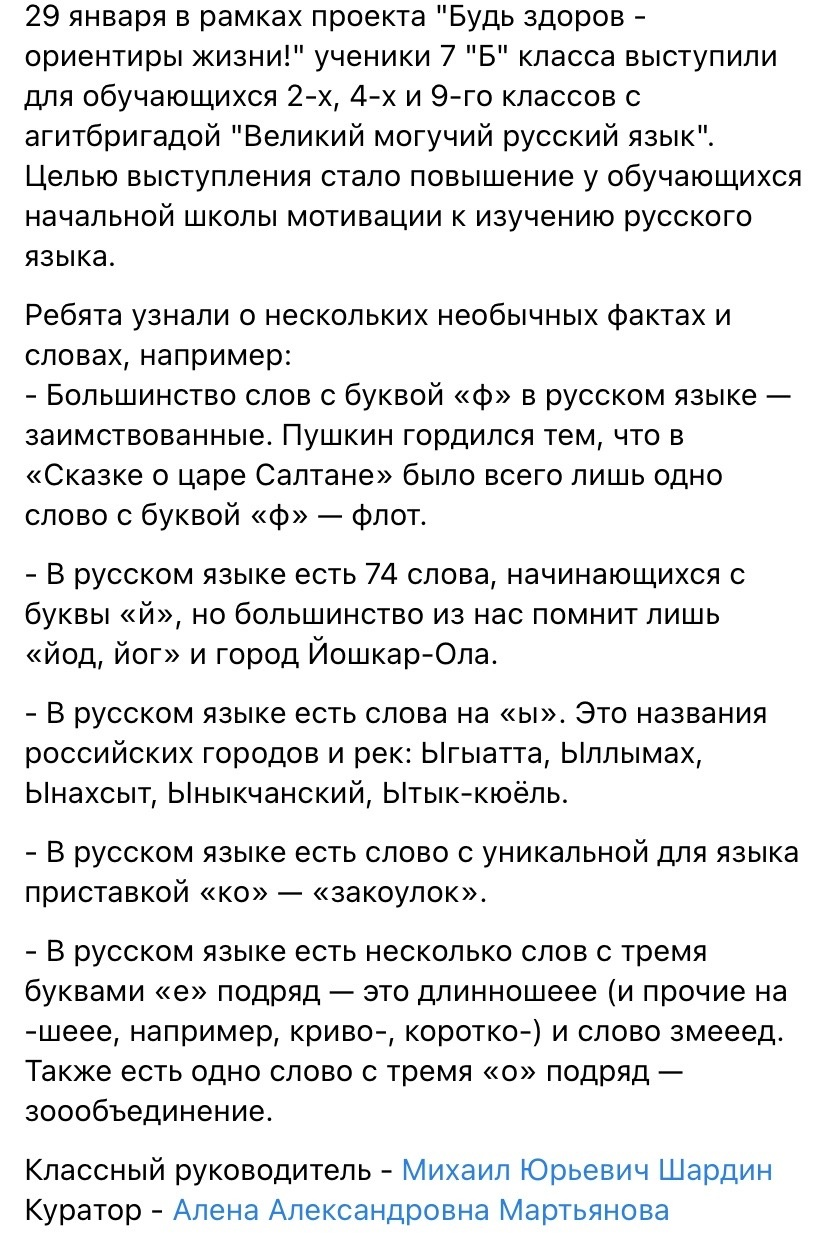 29 января в рамках проекта "Будь здоров -
ориентиры жизни!" ученики 7 "Б" класса выступили
для обучающихся 2-х, 4-х и 9-го классов с
агитбригадой "Великий могучий русский язык".
Целью выступления стало повышение у обучающихся
начальной школы мотивации к изучению русского
языка.
Ребята узнали о нескольких необычных фактах и
словах, например:
- Большинство слов с буквой «ф» в русском языке —
заимствованные. Пушкин гордился тем, что в
«Сказке о царе Салтане» было всего лишь одно
слово с буквой «ф» — флот.
- В русском языке есть 74 слова, начинающихся с
буквы «й», но большинство из нас помнит лишь
«йод, йог» и город Йошкар-Ола.
- В русском языке есть слова на «ы». Это названия
российских городов и рек: Ыгыатта, Ыллымах,
Ынахсыт, Ыныкчанский, Ытык-кюёль.
- В русском языке есть слово с уникальной для языка
приставкой «ко» — «закоулок».
- В русском языке есть несколько слов с тремя
буквами «е» подряд — это длинношеее (и прочие на
-шеее, например, криво-, коротко-) и слово змееед.
Также есть одно слово с тремя «о» подряд —
зоообъединение.
Классный руководитель - Михаил Юрьевич Шардин
Куратор - Алена Александровна Мартьянова